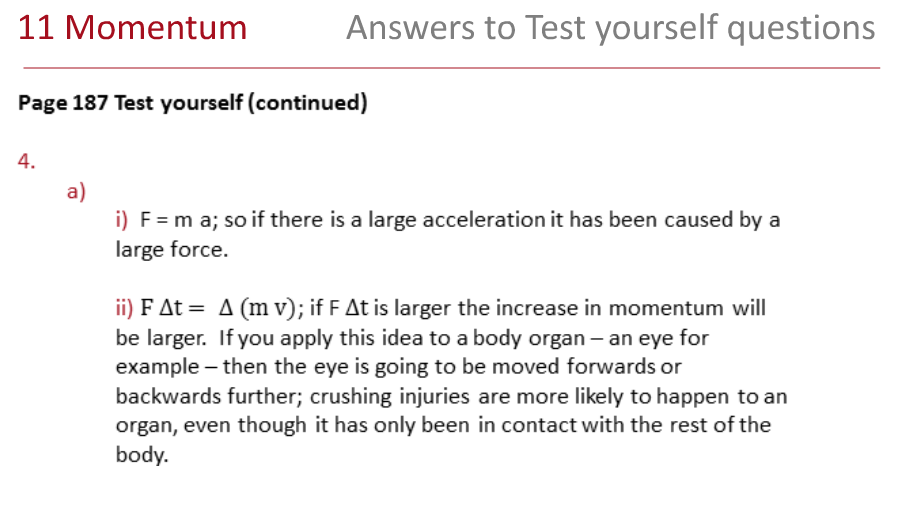 11 Momentum Answers to Test yourself questions
Page 187 Test yourself (continued)
4.
a)
i) F = m a; so if there is a large acceleration it has been caused by a
large force.
ii) F Δt = Δ (m v); if F Δt is larger the increase in momentum will
be larger. If you apply this idea to a body organ – an eye for
example – then the eye is going to be moved forwards or
backwards further; crushing injuries are more likely to happen to an
organ, even though it has only been in contact with the rest of the
body.